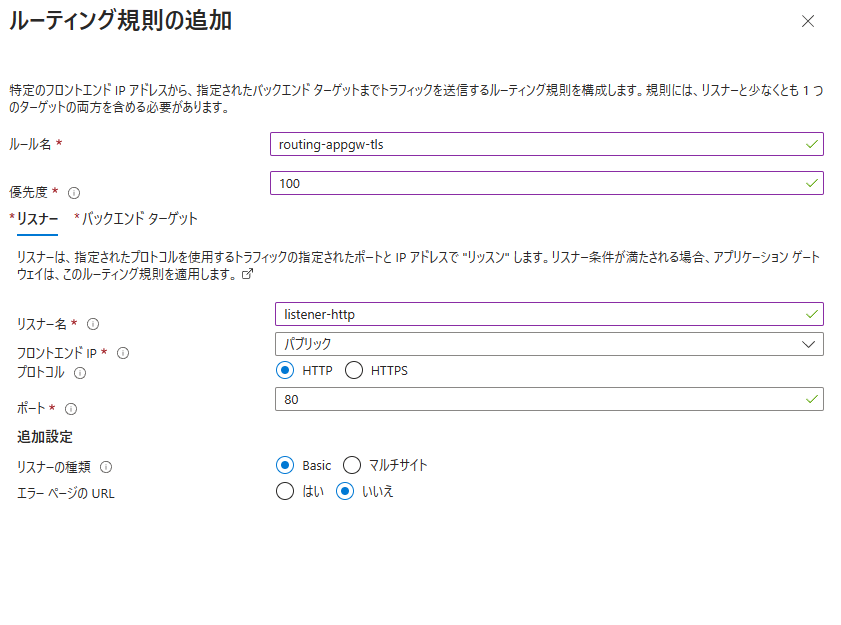 ルーティング規則の追加
特定のフロントエンド IP アドレスから、指定されたバックエンド ターゲットまでトラフィックを送信するルーティング規則を構成します。規則には、リスナーと少なくとも 1 つ
のターゲットの両方を含める必要があります。
ルール名 *
routing-appgw-tls
優先度 *
100
*リスナー *バックエンド ターゲット
リスナーは、指定されたプロトコルを使用するトラフィックの指定されたポートと IP アドレスで "リッスン" します。リスナー条件が満たされる場合、アプリケーション ゲート
ウェイは、このルーティング規則を適用します。
リスナー名 *
listener-http
フロントエンド IP *
パブリック
プロトコル
HTTP HTTPS
ポート *
80
追加設定
リスナーの種類
Basic マルチサイト
エラー ページの URL
はい いいえ